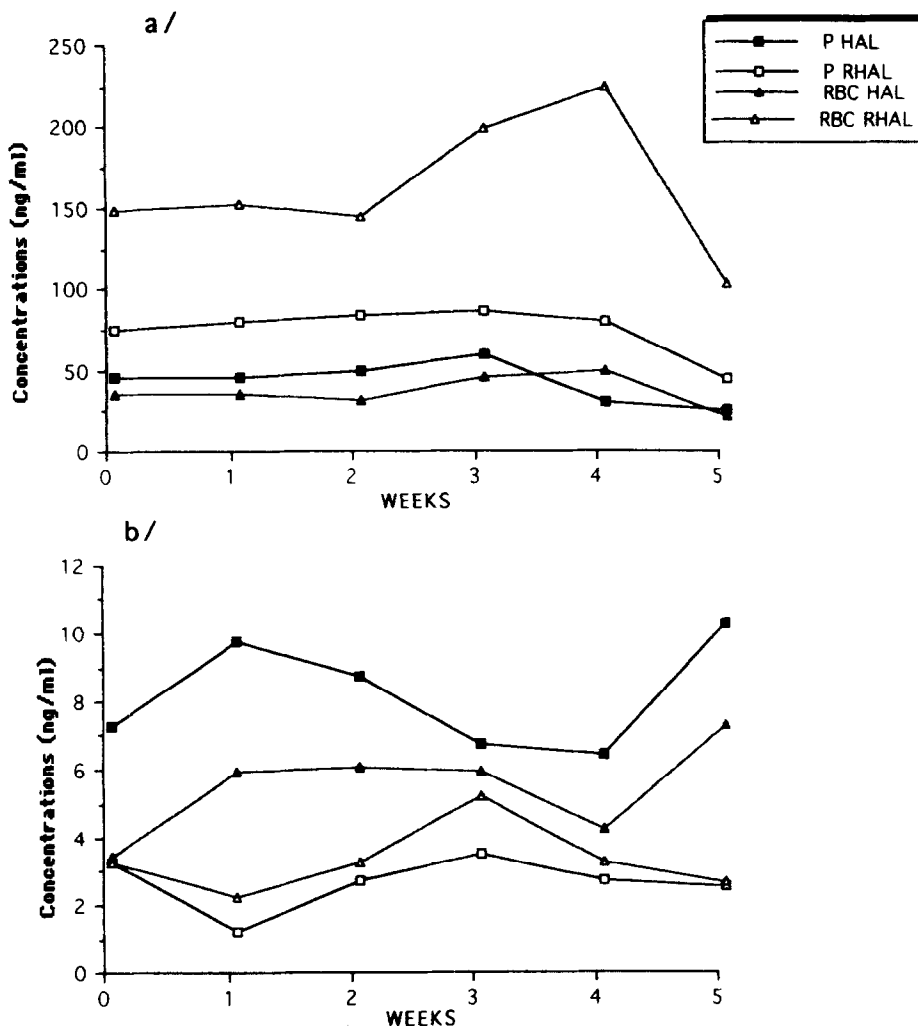 a/
P HAL
P RHAL
RBC HAL
RBC RHAL
Concentrations (ng/ml)
250
200
150
100
50
0
0 1 2 3 4 5
WEEKS
b/
Concentrations (ng/ml)
12
10
8
6
4
2
0
0 1 2 3 4 5
WEEKS